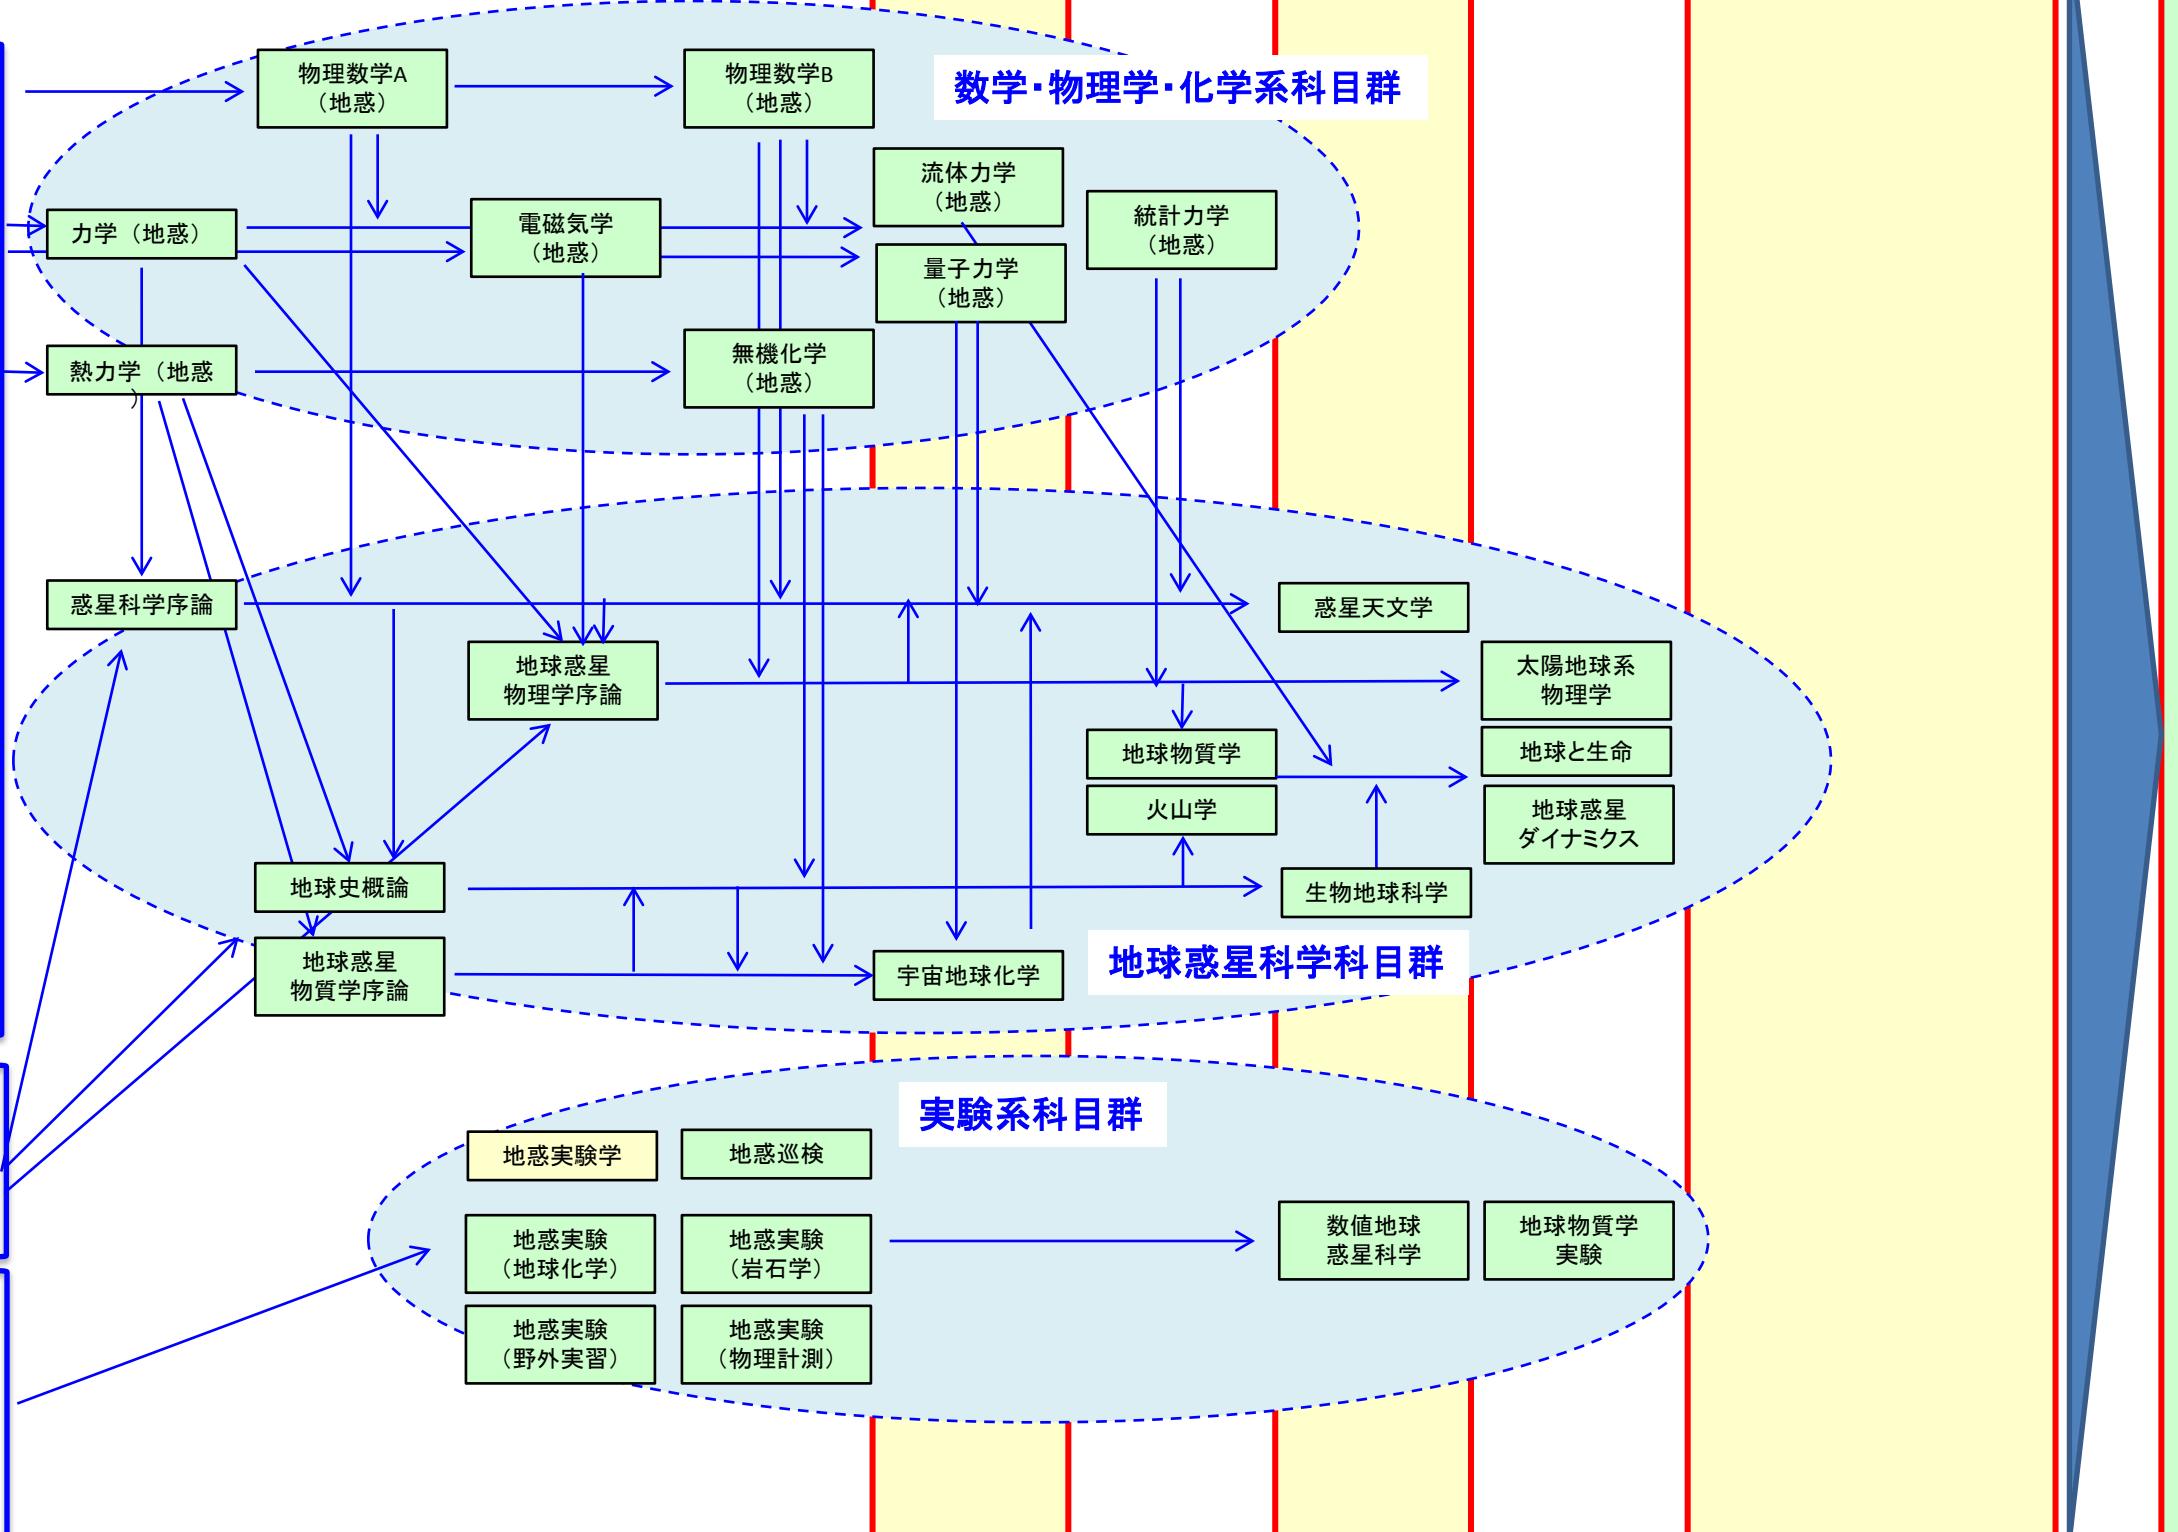 物理数学A
（地惑）
物理数学B
（地惑）
数学・物理学・化学系科目群
流体力学
（地惑）
統計力学
（地惑）
力学（地惑）
電磁気学
（地惑）
量子力学
（地惑）
熱力学（地惑
）
無機化学
（地惑）
惑星科学序論
惑星天文学
地球惑星
物理学序論
太陽地球系
物理学
地球物質学
地球と生命
火山学
地球惑星
ダイナミクス
地球史概論
生物地球科学
地球惑星
物質学序論
宇宙地球化学
地球惑星科学科目群
実験系科目群
地惑実験学
地惑巡検
地惑実験
（地球化学）
地惑実験
（岩石学）
数値地球
惑星科学
地球物質学
実験
地惑実験
（野外実習）
地惑実験
（物理計測）